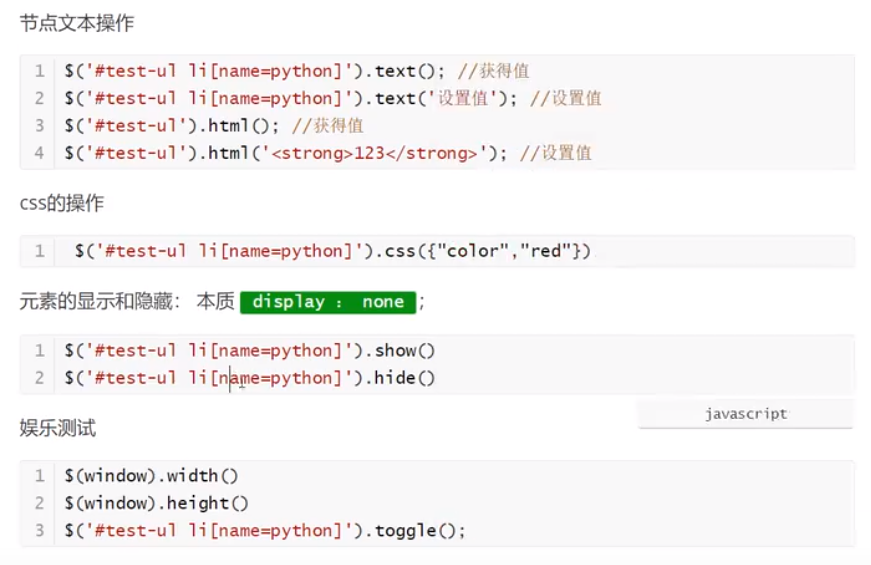 节点文本操作
1 $('#test-ul li[name=python]').text(); //获得值
2 $('#test-ul li[name=python]').text('设置值'); //设置值
3 $('#test-ul').html(); //获得值
4 $('#test-ul').html('<strong>123</strong>'); //设置值
css的操作
1 $('#test-ul li[name=python]').css({"color","red"})
元素的显示和隐藏： 本质 display ： none ；
1 $('#test-ul li[name=python]').show()
2 $('#test-ul li[name=python]').hide()
javascript
娱乐测试
1 $(window).width()
2 $(window).height()
3 $('#test-ul li[name=python]').toggle();